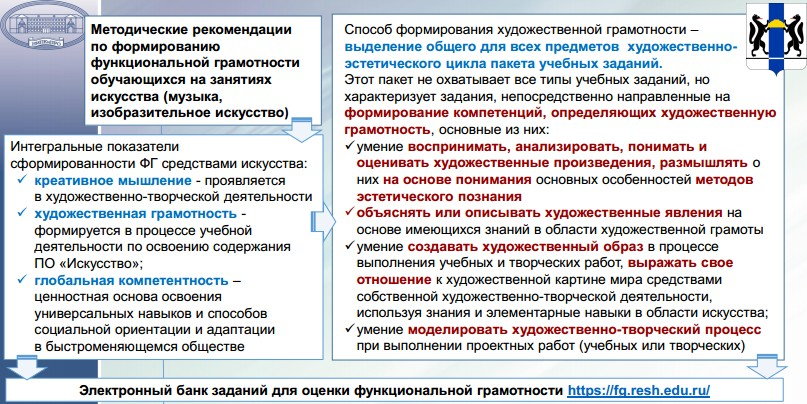 Методические рекомендации
по формированию
функциональной грамотности
обучающихся на занятиях
искусства (музыка,
изобразительное искусство)
Интегральные показатели
сформированности ФГ средствами искусства:
✓ креативное мышление - проявляется
в художественно-творческой деятельности
✓ художественная грамотность -
формируется в процессе учебной
деятельности по освоению содержания
ПО «Искусство»;
✓ глобальная компетентность –
ценностная основа освоения
универсальных навыков и способов
социальной ориентации и адаптации
в быстроменяющемся обществе
Способ формирования художественной грамотности –
выделение общего для всех предметов художественно-
эстетического цикла пакета учебных заданий.
Этот пакет не охватывает все типы учебных заданий, но
характеризует задания, непосредственно направленные на
формирование компетенций, определяющих художественную
грамотность, основные из них:
✓умение воспринимать, анализировать, понимать и
оценивать художественные произведения, размышлять о
них на основе понимания основных особенностей методов
эстетического познания
✓объяснять или описывать художественные явления на
основе имеющихся знаний в области художественной грамоты
✓умение создавать художественный образ в процессе
выполнения учебных и творческих работ, выражать свое
отношение к художественной картине мира средствами
собственной художественно-творческой деятельности,
используя знания и элементарные навыки в области искусства;
✓умение моделировать художественно-творческий процесс
при выполнении проектных работ (учебных или творческих)
Электронный банк заданий для оценки функциональной грамотности https://fg.resh.edu.ru/